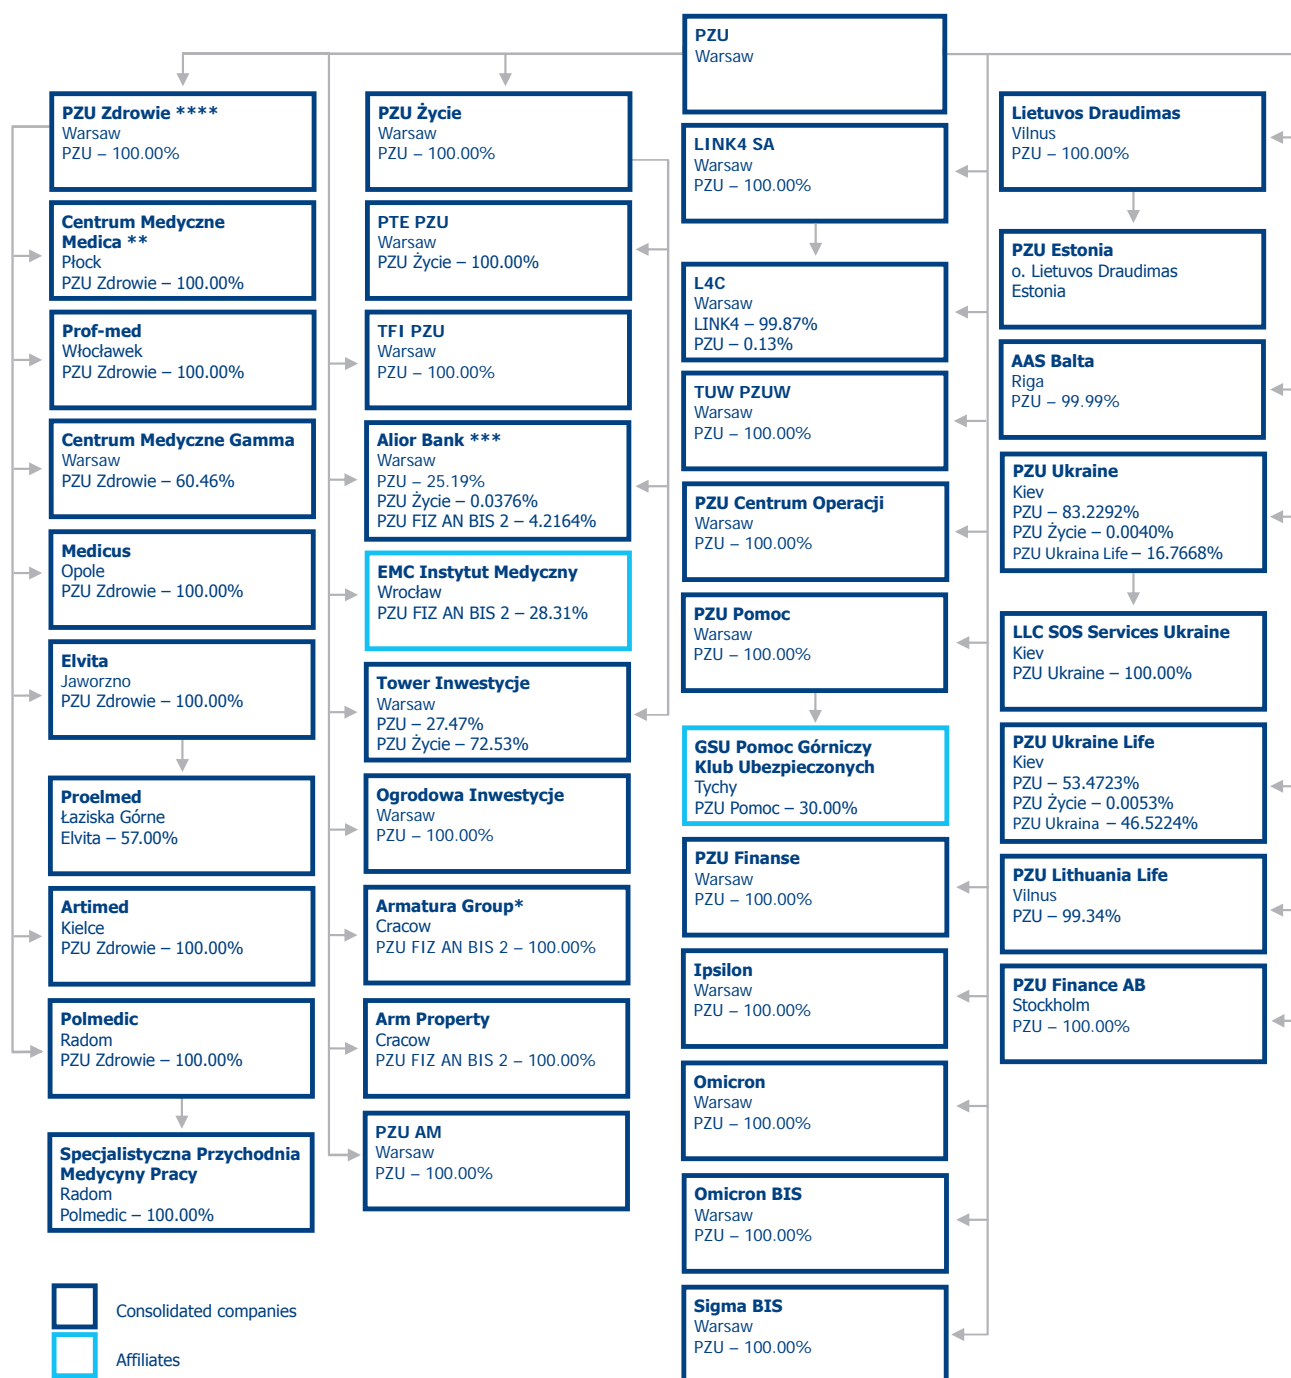 PZU
Warsaw
PZU Zdrowie ****
Warsaw
PZU – 100.00%
Centrum Medyczne
Medica **
Płock
PZU Zdrowie – 100.00%
Prof-med
Włocławek
PZU Zdrowie – 100.00%
Centrum Medyczne Gamma
Warsaw
PZU Zdrowie – 60.46%
Medicus
Opole
PZU Zdrowie – 100.00%
Elvita
Jaworzno
PZU Zdrowie – 100.00%
Proelmed
Łaziska Górne
Elvita – 57.00%
Artimed
Kielce
PZU Zdrowie – 100.00%
Polmedic
Radom
PZU Zdrowie – 100.00%
Specjalistyczna Przychodnia
Medycyny Pracy
Radom
Polmedic – 100.00%
PZU Życie
Warsaw
PZU – 100.00%
PTE PZU
Warsaw
PZU Życie – 100.00%
TFI PZU
Warsaw
PZU – 100.00%
Alior Bank ***
Warsaw
PZU – 25.19%
PZU Życie – 0.0376%
PZU FIZ AN BIS 2 – 4.2164%
EMC Instytut Medyczny
Wrocław
PZU FIZ AN BIS 2 – 28.31%
Tower Inwestycje
Warsaw
PZU – 27.47%
PZU Życie – 72.53%
Ogrodowa Inwestycje
Warsaw
PZU – 100.00%
Armatura Group*
Cracow
PZU FIZ AN BIS 2 – 100.00%
Arm Property
Cracow
PZU FIZ AN BIS 2 – 100.00%
PZU AM
Warsaw
PZU – 100.00%
LINK4 SA
Warsaw
PZU – 100.00%
L4C
Warsaw
LINK4 – 99.87%
PZU – 0.13%
TUW PZUW
Warsaw
PZU – 100.00%
PZU Centrum Operacji
Warsaw
PZU – 100.00%
PZU Pomoc
Warsaw
PZU – 100.00%
GSU Pomoc Górniczy
Klub Ubezpieczonych
Tychy
PZU Pomoc – 30.00%
PZU Finanse
Warsaw
PZU – 100.00%
Ipsilon
Warsaw
PZU – 100.00%
Omicron
Warsaw
PZU – 100.00%
Omicron BIS
Warsaw
PZU – 100.00%
Sigma BIS
Warsaw
PZU – 100.00%
Lietuvos Draudimas
Vilnus
PZU – 100.00%
PZU Estonia
o. Lietuvos Draudimas
Estonia
AAS Balta
Riga
PZU – 99.99%
PZU Ukraine
Kiev
PZU – 83.2292%
PZU Życie – 0.0040%
PZU Ukraina Life – 16.7668%
LLC SOS Services Ukraine
Kiev
PZU Ukraine – 100.00%
PZU Ukraine Life
Kiev
PZU – 53.4723%
PZU Życie – 0.0053%
PZU Ukraina – 46.5224%
PZU Lithuania Life
Vilnus
PZU – 99.34%
PZU Finance AB
Stockholm
PZU – 100.00%
Consolidated companies
Affiliates